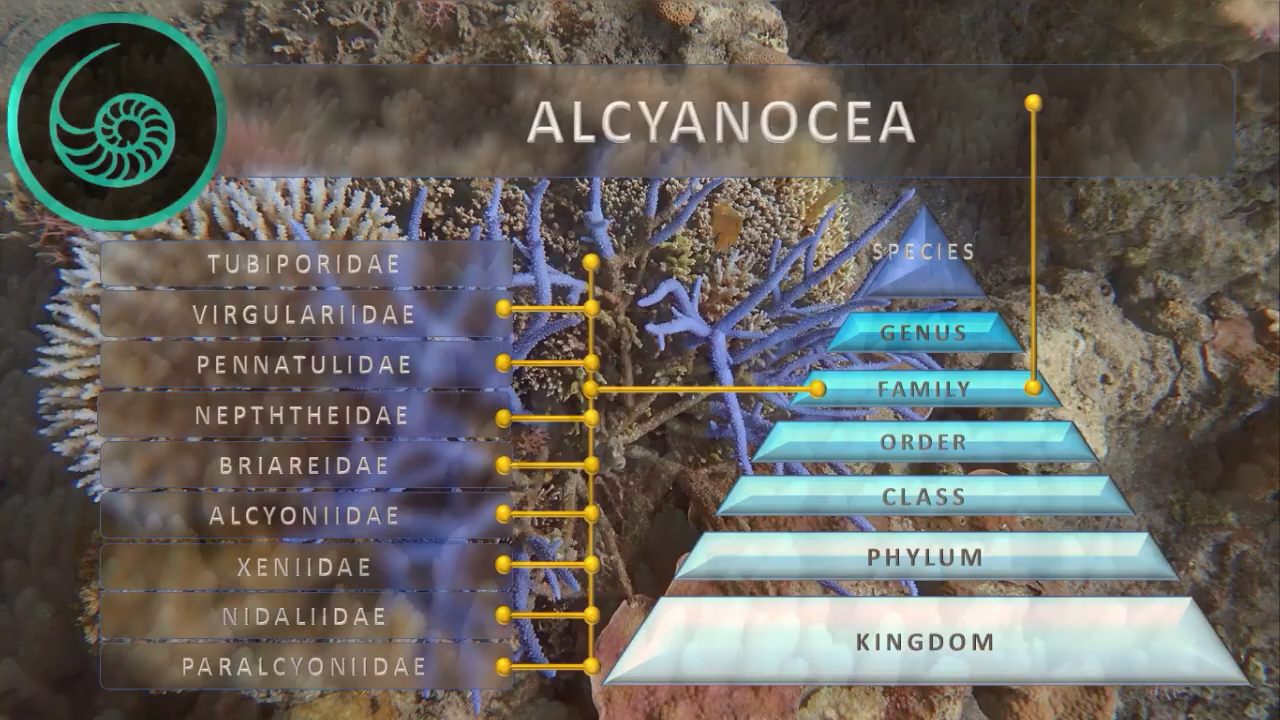 ALCYANOCEA
TUBIPORIDAE
VIRGULARIIDAE
PENNATULIDAE
NEPTHTHEIDAE
BRIAREIDAE
ALCYONIIDAE
XENIIDAE
NIDALIIDAE
PARALCYONIIDAE
SPECIES
GENUS
FAMILY
ORDER
CLASS
PHYLUM
KINGDOM